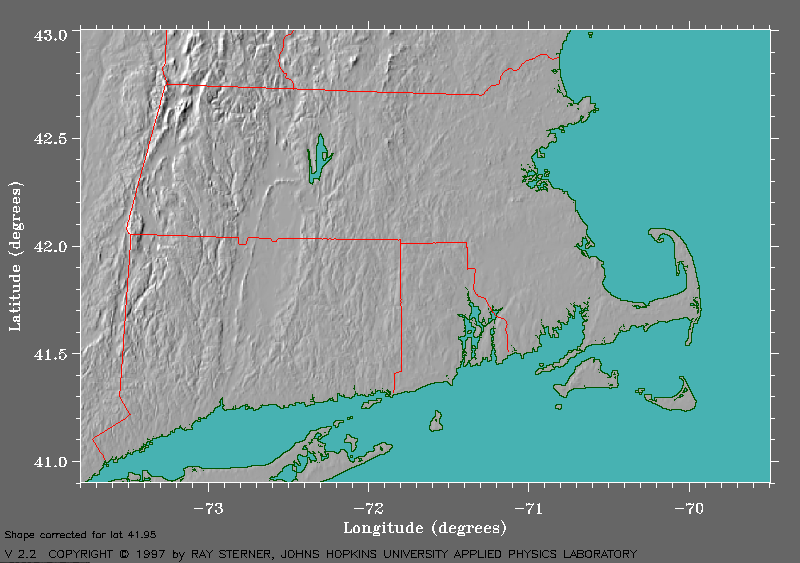 43.0
42.5
42.0
41.5
41.0
Latitude (degrees)
−73 −72 −71 −70
Longitude (degrees)
Shape corrected for lat 41.95
V 2.2 COPYRIGHT © 1997 by RAY STERNER, JOHNS HOPKINS UNIVERSITY APPLIED PHYSICS LABORATORY